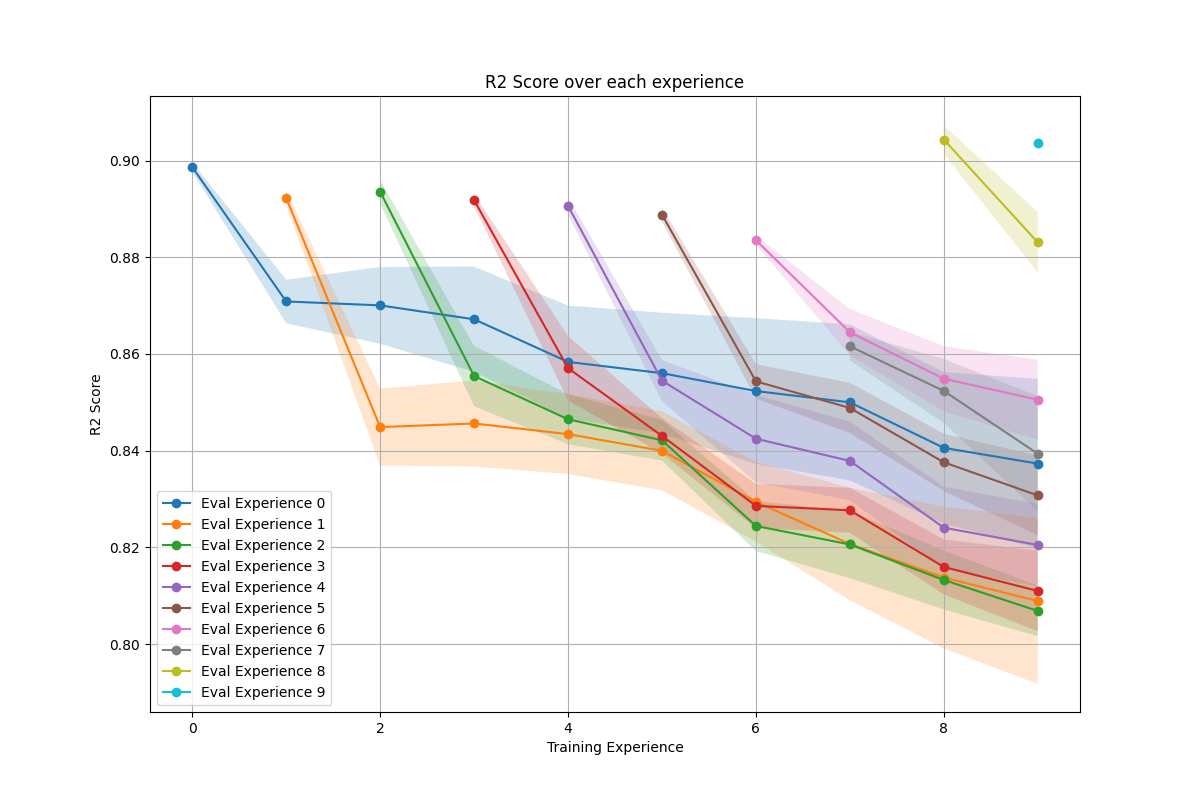 R2 Score over each experience
R2 Score
0.90
0.88
0.86
0.84
0.82
0.80
Eval Experience 0
Eval Experience 1
Eval Experience 2
Eval Experience 3
Eval Experience 4
Eval Experience 5
Eval Experience 6
Eval Experience 7
Eval Experience 8
Eval Experience 9
0 2 4 6 8
Training Experience